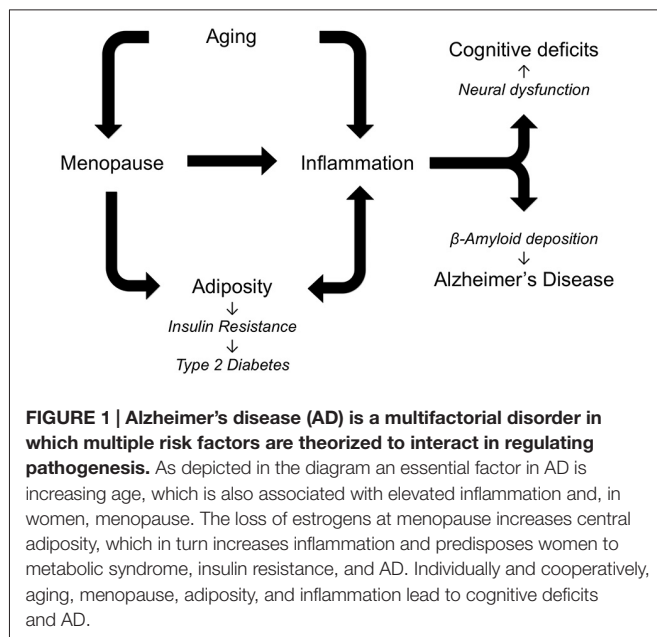 Aging
Cognitive deficits
↑
Neural dysfunction
Menopause
Inflammation
β-Amyloid deposition
↓
Alzheimer’s Disease
Adiposity
↓
Insulin Resistance
↓
Type 2 Diabetes
FIGURE 1 | Alzheimer’s disease (AD) is a multifactorial disorder in
which multiple risk factors are theorized to interact in regulating
pathogenesis. As depicted in the diagram an essential factor in AD is
increasing age, which is also associated with elevated inflammation and, in
women, menopause. The loss of estrogens at menopause increases central
adiposity, which in turn increases inflammation and predisposes women to
metabolic syndrome, insulin resistance, and AD. Individually and cooperatively,
aging, menopause, adiposity, and inflammation lead to cognitive deficits
and AD.